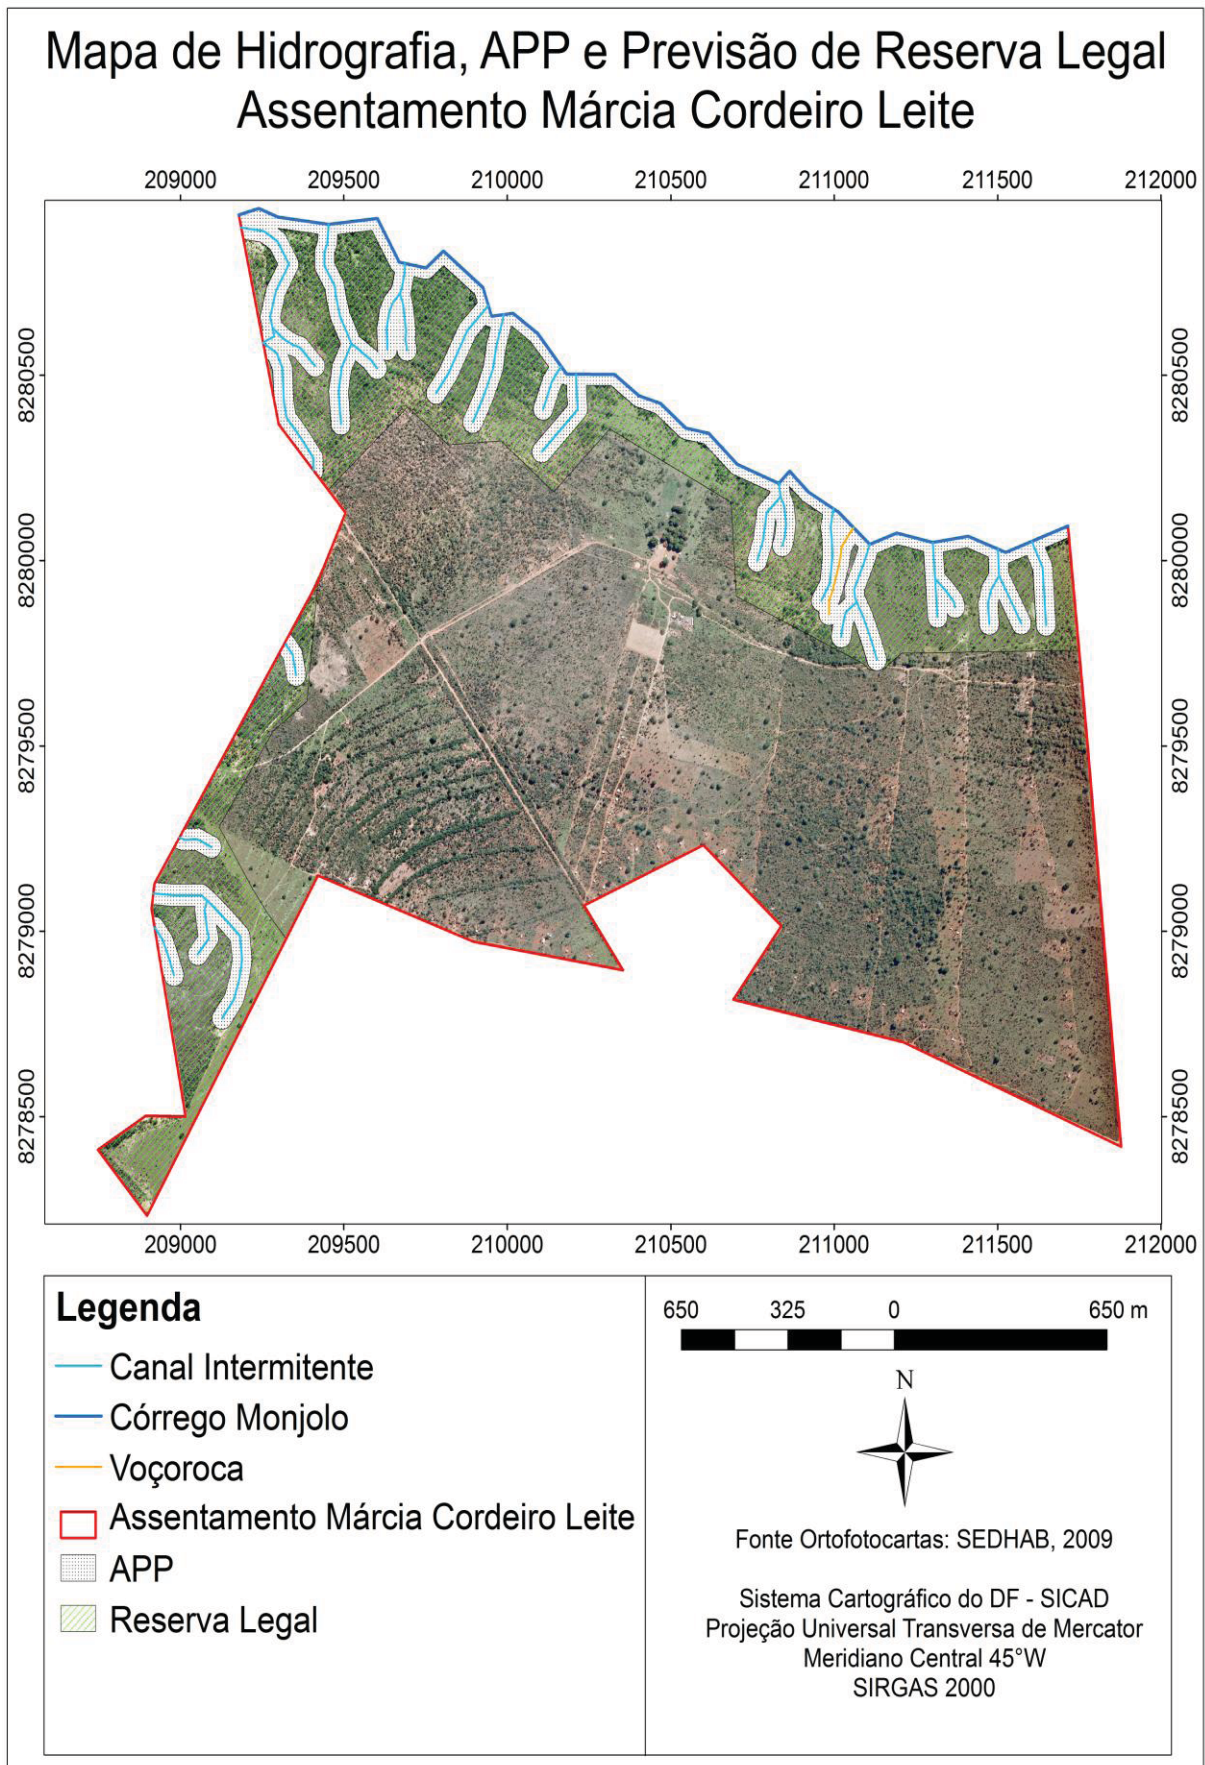 Mapa de Hidrografia, APP e Previsão de Reserva Legal
Assentamento Márcia Cordeiro Leite
209000 209500 210000 210500 211000 211500 212000
8280500 8280500
8280000 8280000
8279500 8279500
8279000 8279000
8278500 8278500
209000 209500 210000 210500 211000 211500 212000
Legenda
Canal Intermitente
Córrego Monjolo
Voçoroca
Assentamento Márcia Cordeiro Leite
APP
Reserva Legal
650 325 0 650 m
N
Fonte Ortofotocartas: SEDHAB, 2009
Sistema Cartográfico do DF - SICAD
Projeção Universal Transversa de Mercator
Meridiano Central 45°W
SIRGAS 2000